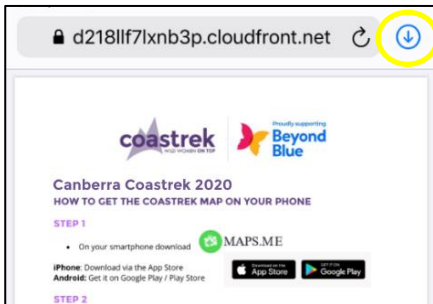 d218llf7lxnb3p.cloudfront.net
Proudly supporting
coastrek
WILD WOMEN ON TOP
Beyond
Blue
Canberra Coastrek 2020
HOW TO GET THE COASTREK MAP ON YOUR PHONE
STEP 1
• On your smartphone download MAPS.ME
iPhone: Download via the App Store
Android: Get it on Google Play / Play Store
Download on the App Store
GET IT ON Google Play
STEP 2